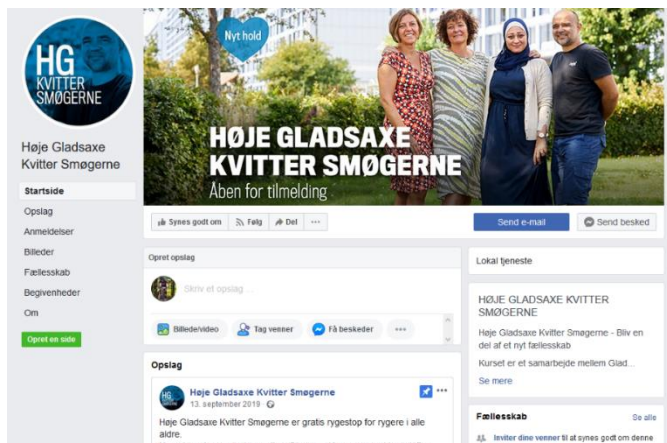 HG
KVITTER
SMØGERNE
Høje Gladsaxe
Kvitter Smøgerne
Startside
Opslag
Anmeldelser
Billeder
Fællesskab
Begivenheder
Om
Opret en side
Nyt hold
HØJE GLADSAXE
KVITTER SMØGERNE
Åben for tilmelding
Synes godt om
Følg
Del
Send e-mail
Send besked
Opret opslag
Skriv et opslag ...
Billede/video
Tag venner
Få beskeder
Opslag
HG
Høje Gladsaxe Kvitter Smøgerne
13. september 2019
Høje Gladsaxe Kvitter Smøgerne er gratis rygestop for rygere i alle
aldre.
Lokal tjeneste
HØJE GLADSAXE KVITTER
SMØGERNE
Høje Gladsaxe Kvitter Smøgerne - Bliv en
del af et nyt fællesskab
Kurset er et samarbejde mellem Glad...
Se mere
Fællesskab
Se alle
Inviter dine venner til at synes godt om denne